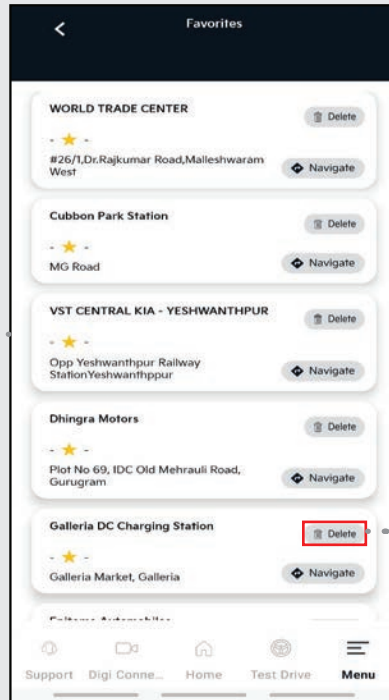 Favorites
WORLD TRADE CENTER
Delete
- ★ -
#26/1,Dr.Rajkumar Road,Malleshwaram
West
Navigate
Cubbon Park Station
Delete
- ★ -
MG Road
Navigate
VST CENTRAL KIA - YESHWANTHPUR
Delete
- ★ -
Opp Yeshwanthpur Railway
StationYeshwanthppur
Navigate
Dhingra Motors
Delete
- ★ -
Plot No 69, IDC Old Mehrauli Road,
Gurugram
Navigate
Galleria DC Charging Station
Delete
- ★ -
Galleria Market, Galleria
Navigate
Support
Digi Conne...
Home
Test Drive
Menu